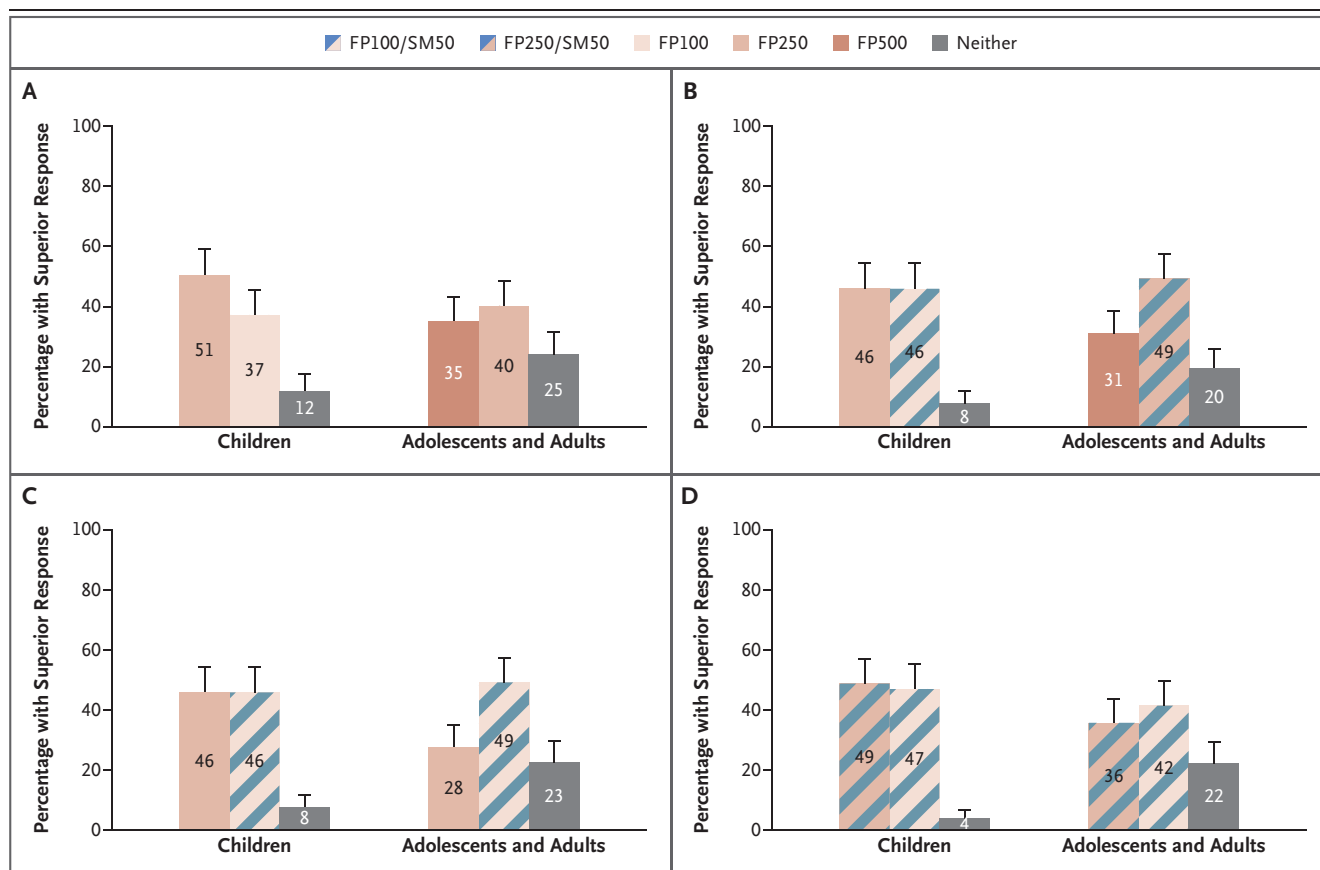 FP100/SM50 FP250/SM50 FP100 FP250 FP500 Neither
A
Percentage with Superior Response
100
80
60
40
20
0
51
37
12
35
40
25
Children
Adolescents and Adults
B
Percentage with Superior Response
100
80
60
40
20
0
46
46
8
31
49
20
Children
Adolescents and Adults
C
Percentage with Superior Response
100
80
60
40
20
0
46
46
8
28
49
23
Children
Adolescents and Adults
D
Percentage with Superior Response
100
80
60
40
20
0
49
47
4
36
42
22
Children
Adolescents and Adults